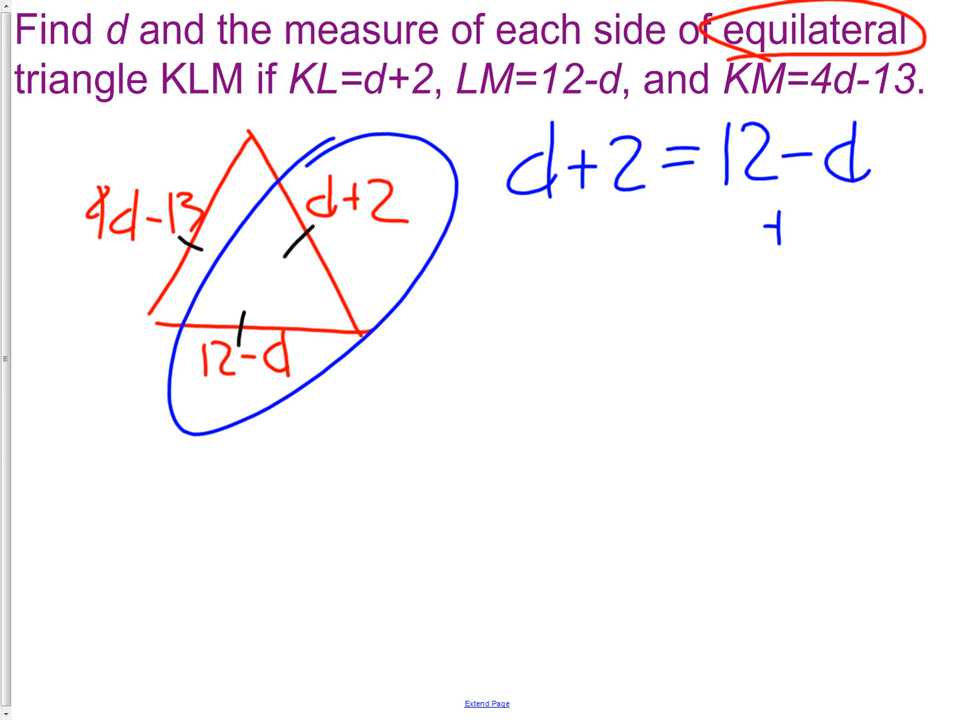 Find d and the measure of each side of equilateral
triangle KLM if KL=d+2, LM=12-d, and KM=4d-13.
d+2=12-d
+
4d-13
d+2
12-d
Extend Page